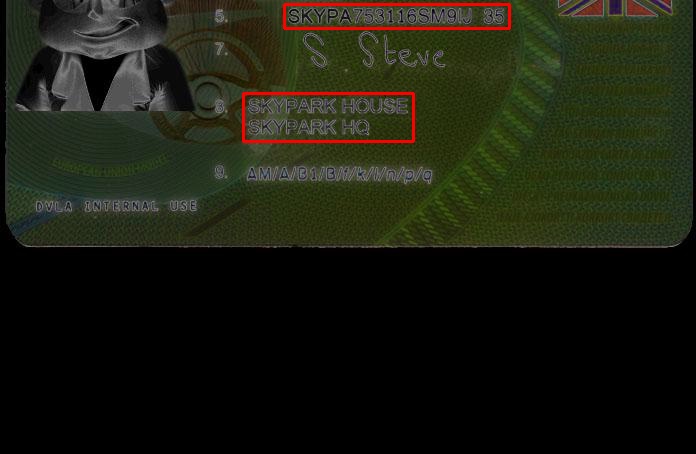 5. SKYPA753116SM9IJ 35
7. S Steve
8. SKYPARK HOUSE
SKYPARK HQ
9. AM/A/B1/B/f/k/l/n/p/q
DVLA INTERNAL USE